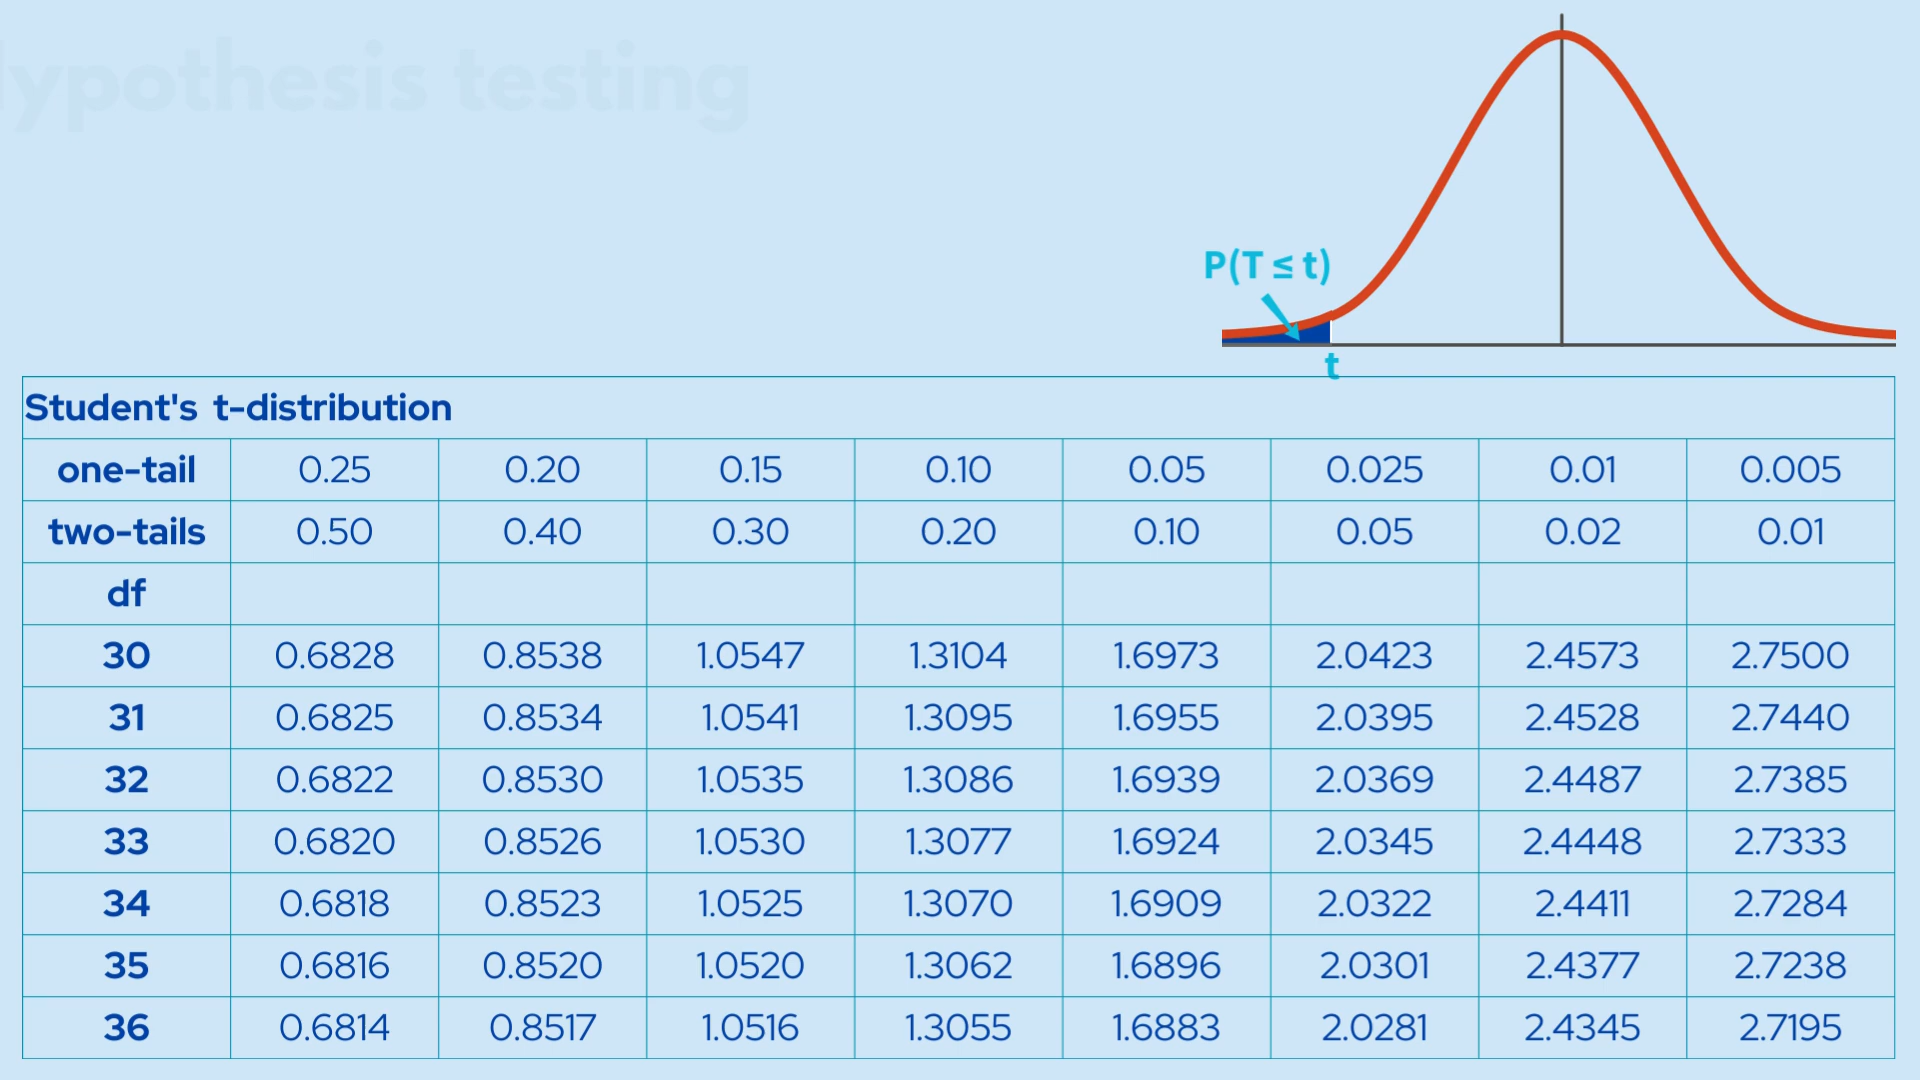 ypothesis testing
P(T ≤ t)
t
Student's t-distribution
one-tail 0.25 0.20 0.15 0.10 0.05 0.025 0.01 0.005
two-tails 0.50 0.40 0.30 0.20 0.10 0.05 0.02 0.01
df
30 0.6828 0.8538 1.0547 1.3104 1.6973 2.0423 2.4573 2.7500
31 0.6825 0.8534 1.0541 1.3095 1.6955 2.0395 2.4528 2.7440
32 0.6822 0.8530 1.0535 1.3086 1.6939 2.0369 2.4487 2.7385
33 0.6820 0.8526 1.0530 1.3077 1.6924 2.0345 2.4448 2.7333
34 0.6818 0.8523 1.0525 1.3070 1.6909 2.0322 2.4411 2.7284
35 0.6816 0.8520 1.0520 1.3062 1.6896 2.0301 2.4377 2.7238
36 0.6814 0.8517 1.0516 1.3055 1.6883 2.0281 2.4345 2.7195